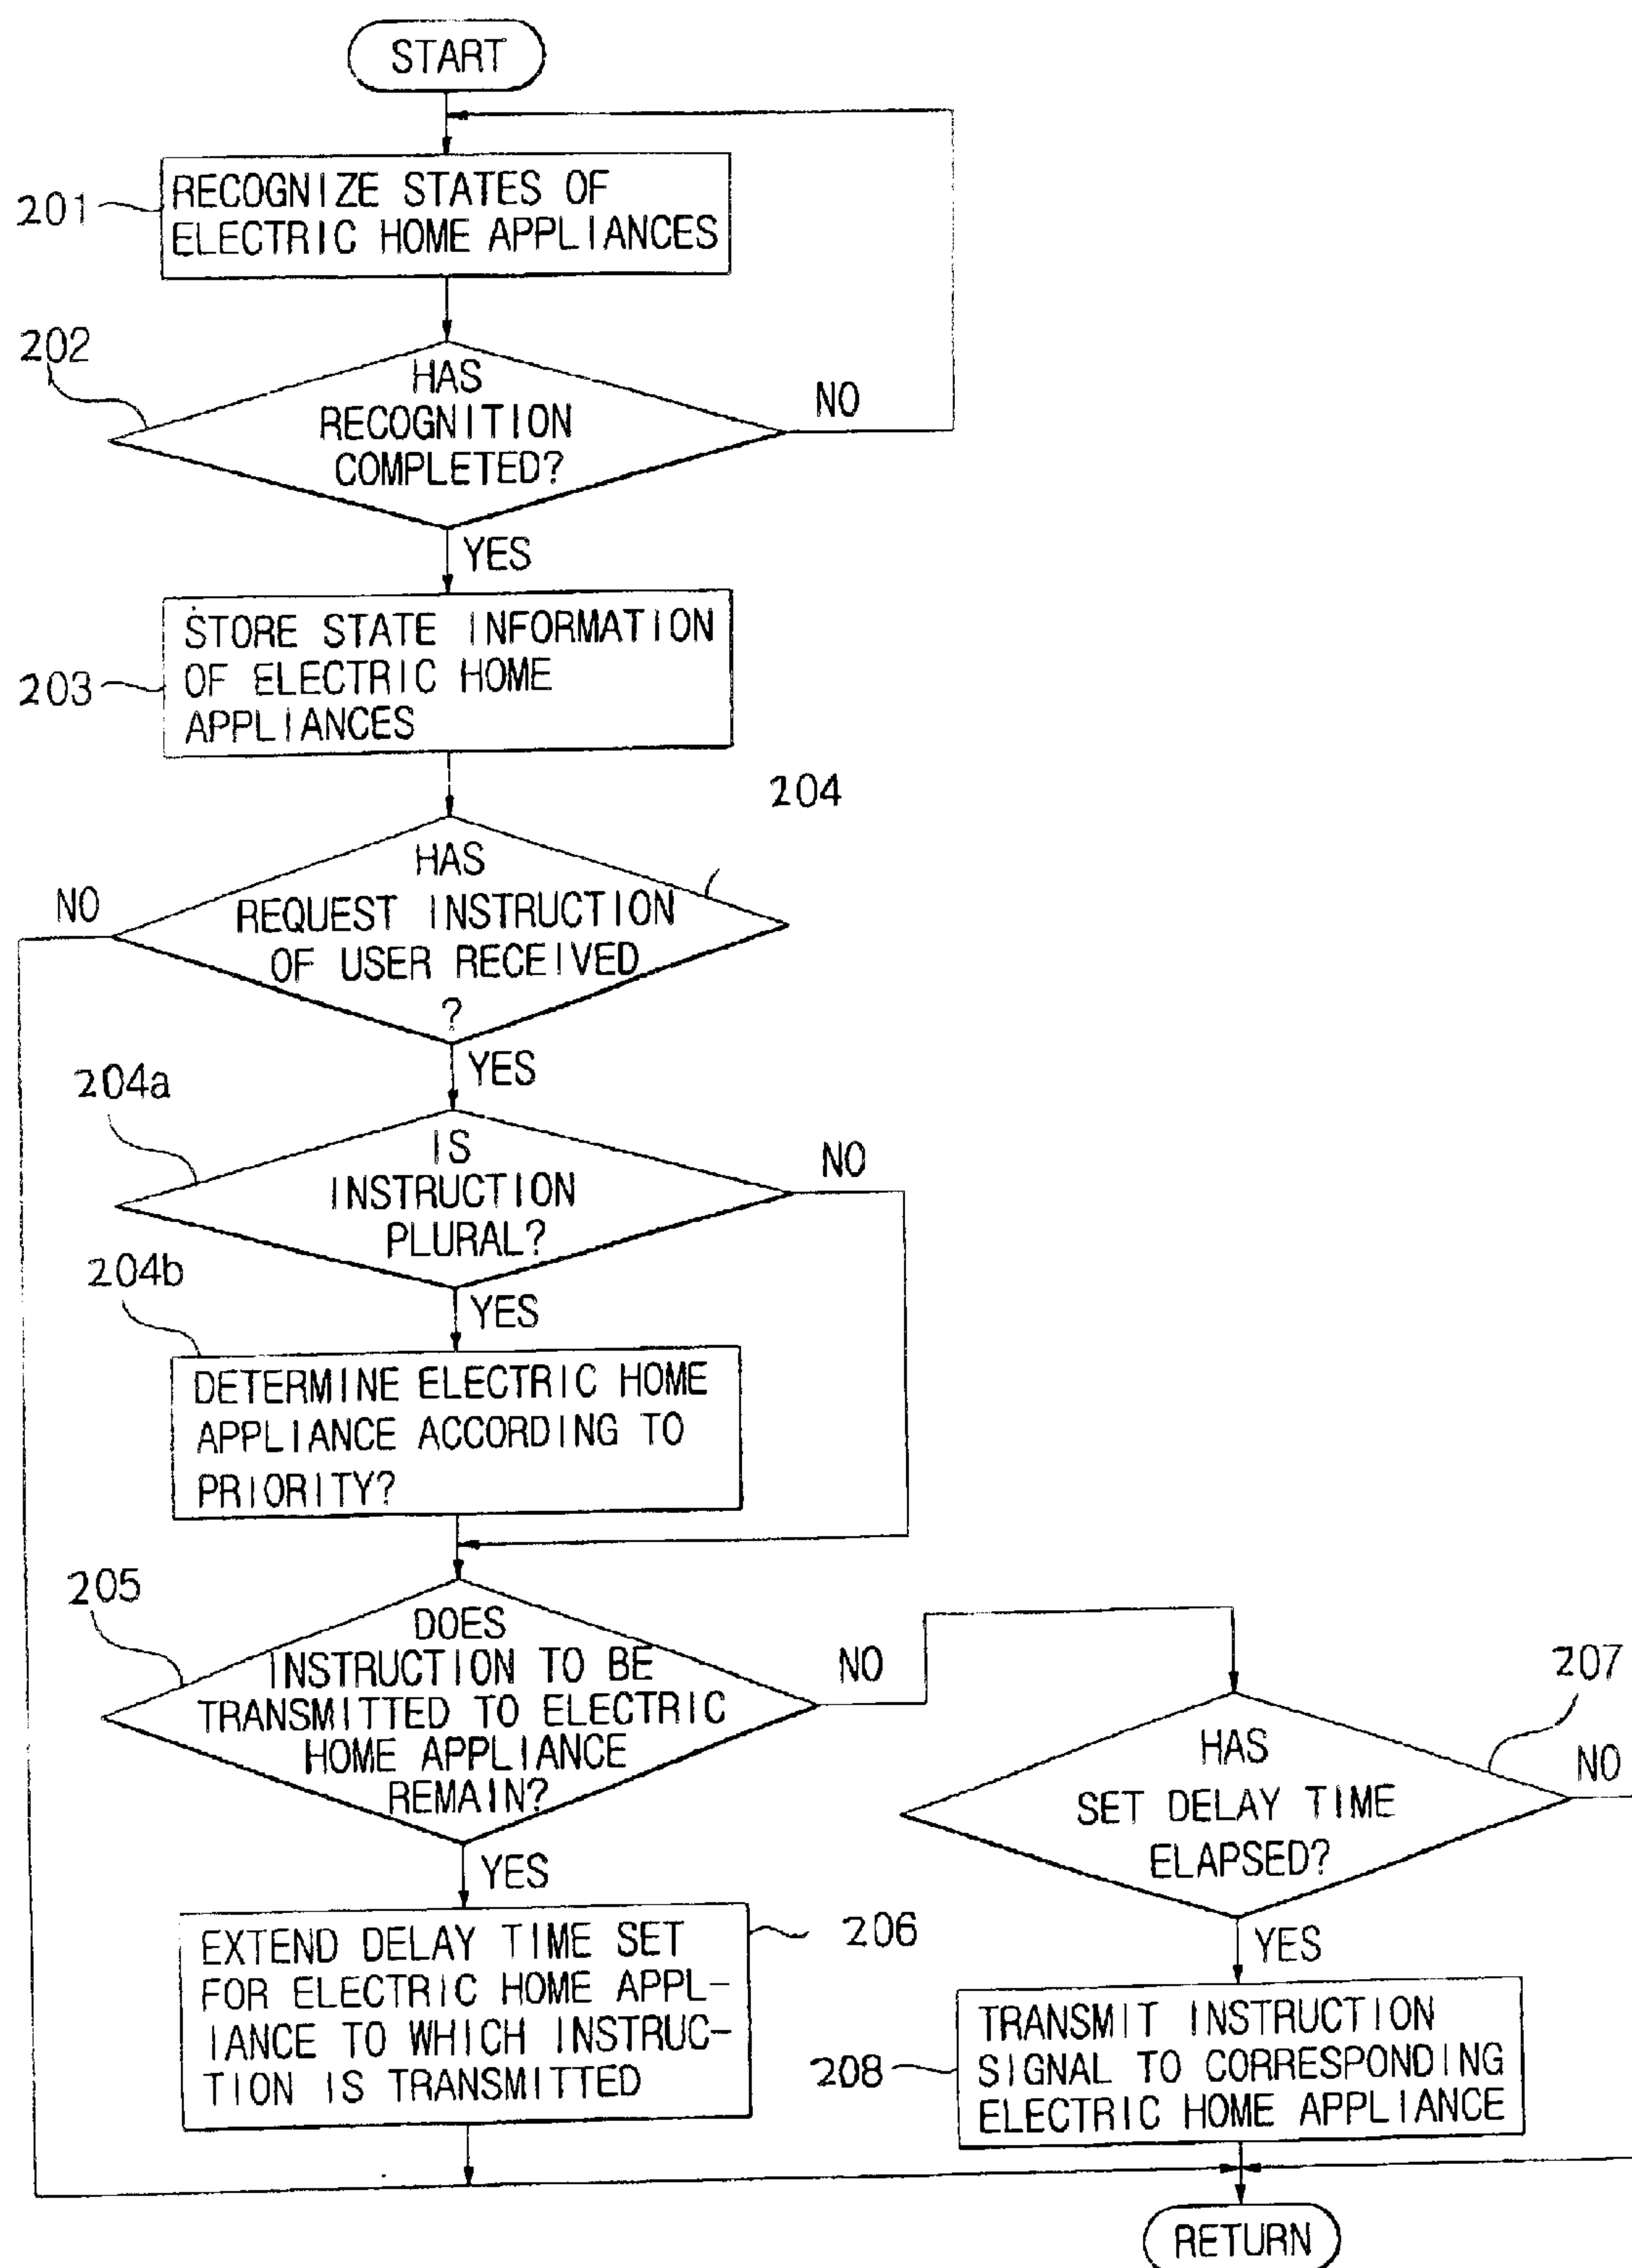 START
201
RECOGNIZE STATES OF
ELECTRIC HOME APPLIANCES
202
HAS
RECOGNITION
COMPLETED?
NO
YES
203
STORE STATE INFORMATION
OF ELECTRIC HOME
APPLIANCES
204
HAS
REQUEST INSTRUCTION
OF USER RECEIVED
?
NO
YES
204a
IS
INSTRUCTION
PLURAL?
NO
YES
204b
DETERMINE ELECTRIC HOME
APPLIANCE ACCORDING TO
PRIORITY?
205
DOES
INSTRUCTION TO BE
TRANSMITTED TO ELECTRIC
HOME APPLIANCE
REMAIN?
NO
YES
206
EXTEND DELAY TIME SET
FOR ELECTRIC HOME APPL-
IANCE TO WHICH INSTRUC-
TION IS TRANSMITTED
207
HAS
SET DELAY TIME
ELAPSED?
NO
YES
208
TRANSMIT INSTRUCTION
SIGNAL TO CORRESPONDING
ELECTRIC HOME APPLIANCE
RETURN